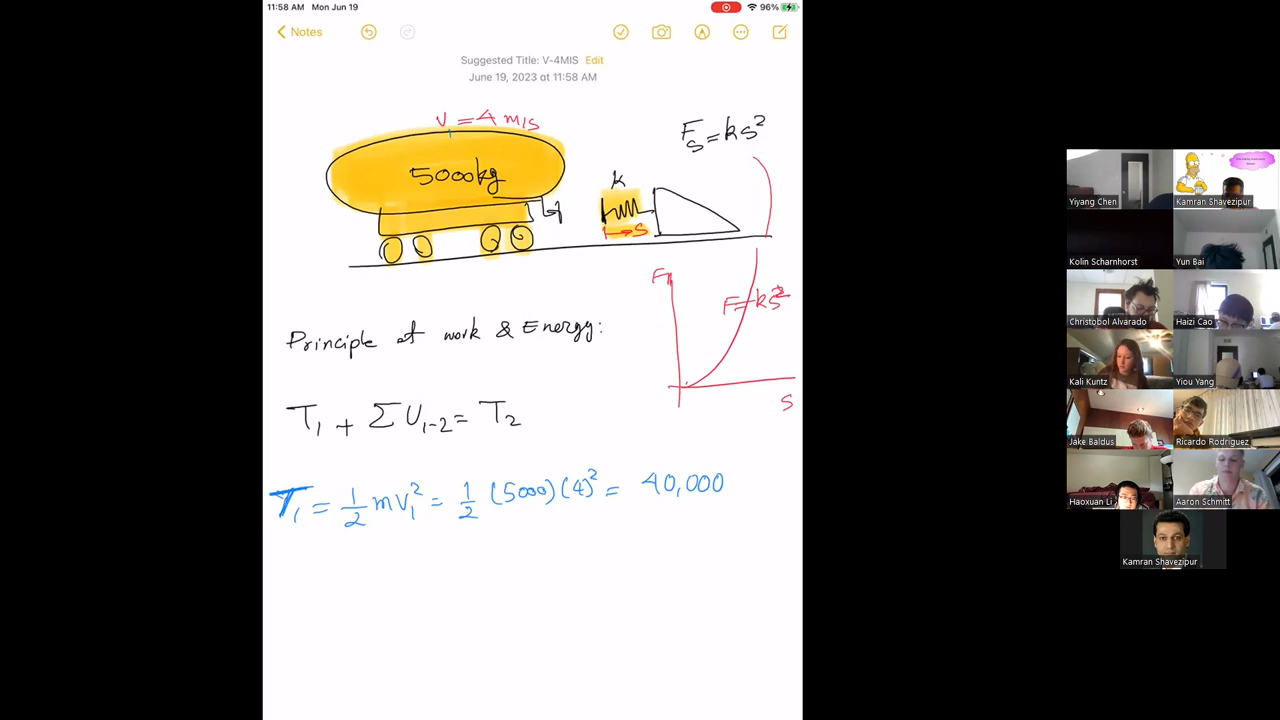 11:58 AM Mon Jun 19
96%
Notes
Suggested Title: V-4MIS Edit
June 19, 2023 at 11:58 AM
V = 4 m/s
5000kg
k
s
F_s = ks²
F
F = ks²
s
Principle of work & Energy:
T₁ + ΣU₁₋₂ = T₂
T₁ = 1/2 mv₁² = 1/2 (5000)(4)² = 40,000
Yiyang Chen
Kamran Shavezipur
Kolin Scharnhorst
Yun Bai
Christobol Alvarado
Haizi Cao
Kali Kuntz
Yiou Yang
Jake Baldus
Ricardo Rodriguez
Haoxuan Li
Aaron Schmitt
Kamran Shavezipur